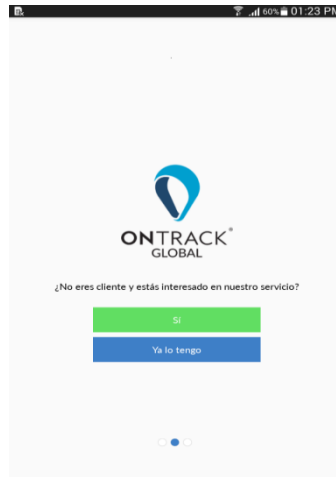 60% 01:23 PM
ONTRACK®
GLOBAL
¿No eres cliente y estás interesado en nuestro servicio?
Sí
Ya lo tengo